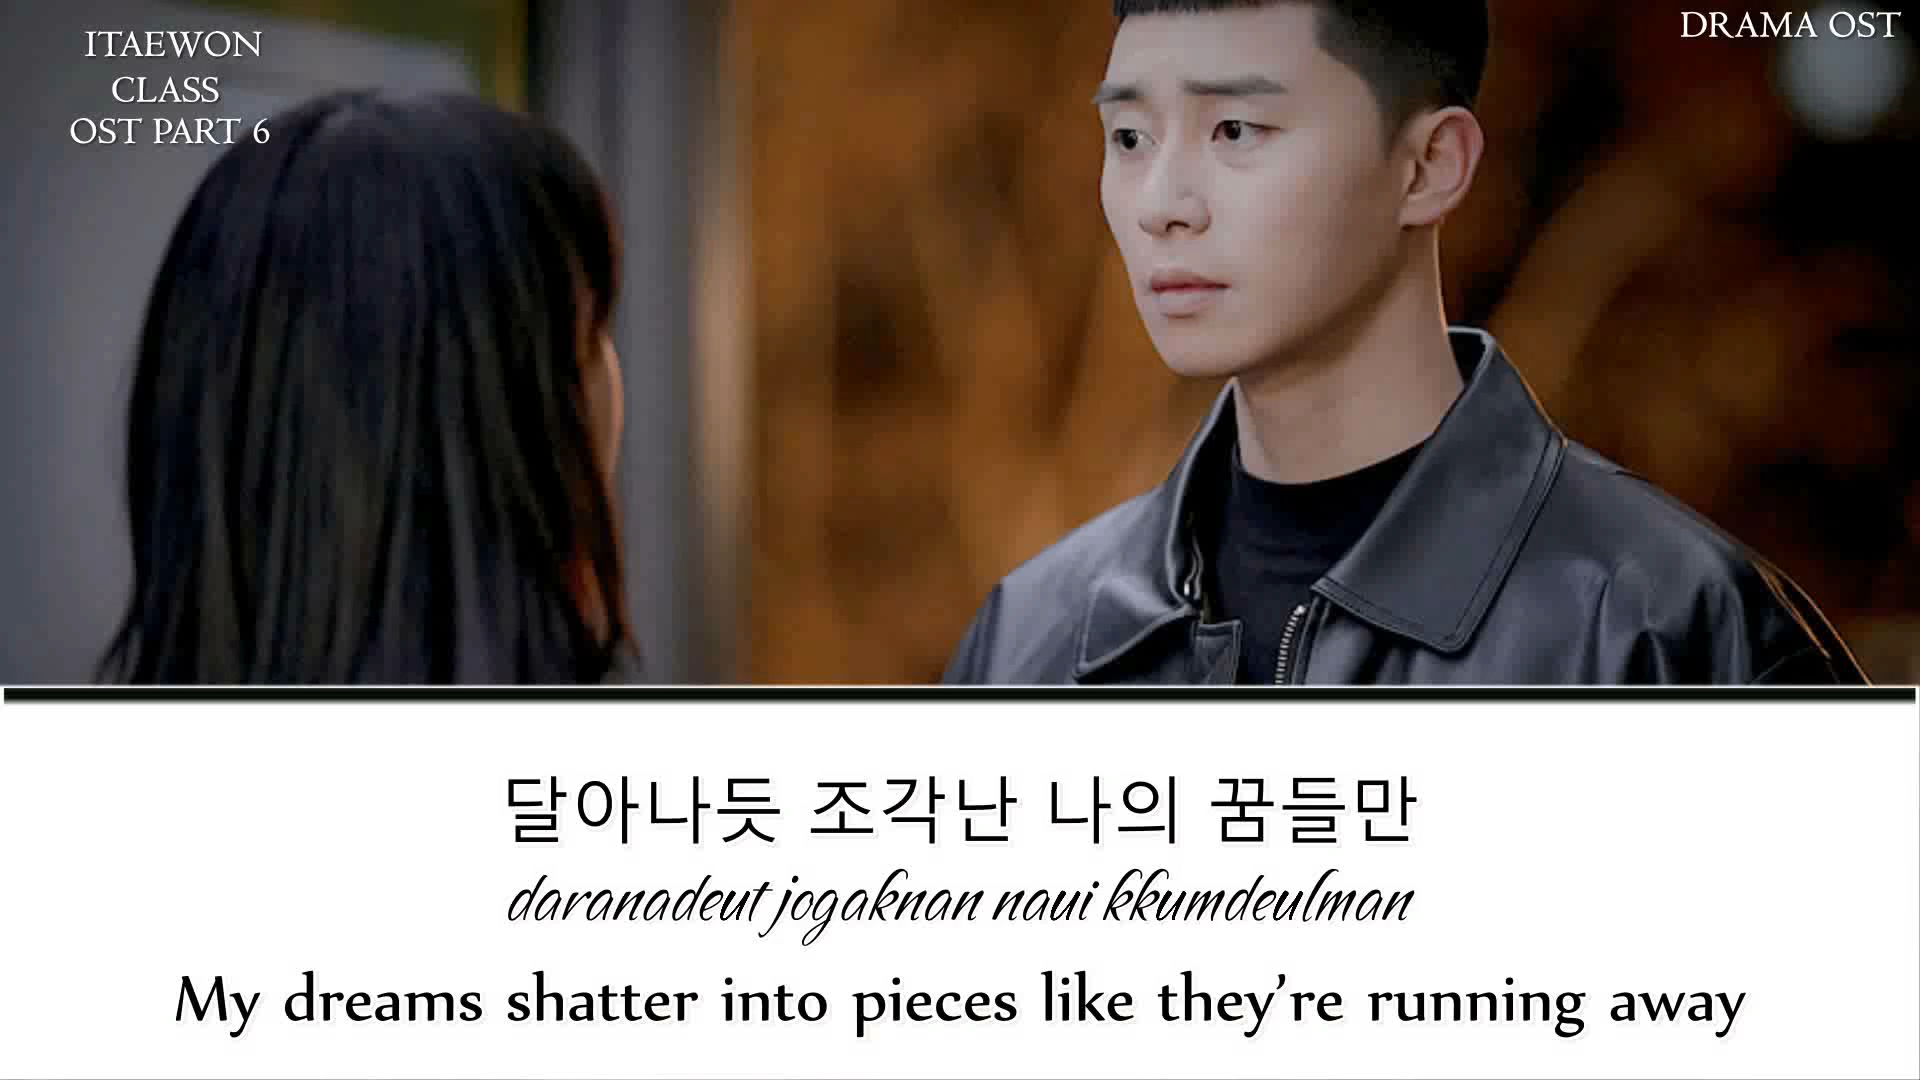 ITAEWON
CLASS
OST PART 6
DRAMA OST
달아나듯 조각난 나의 꿈들만
daranadeut jogaknan naui kkumdeulman
My dreams shatter into pieces like they're running away